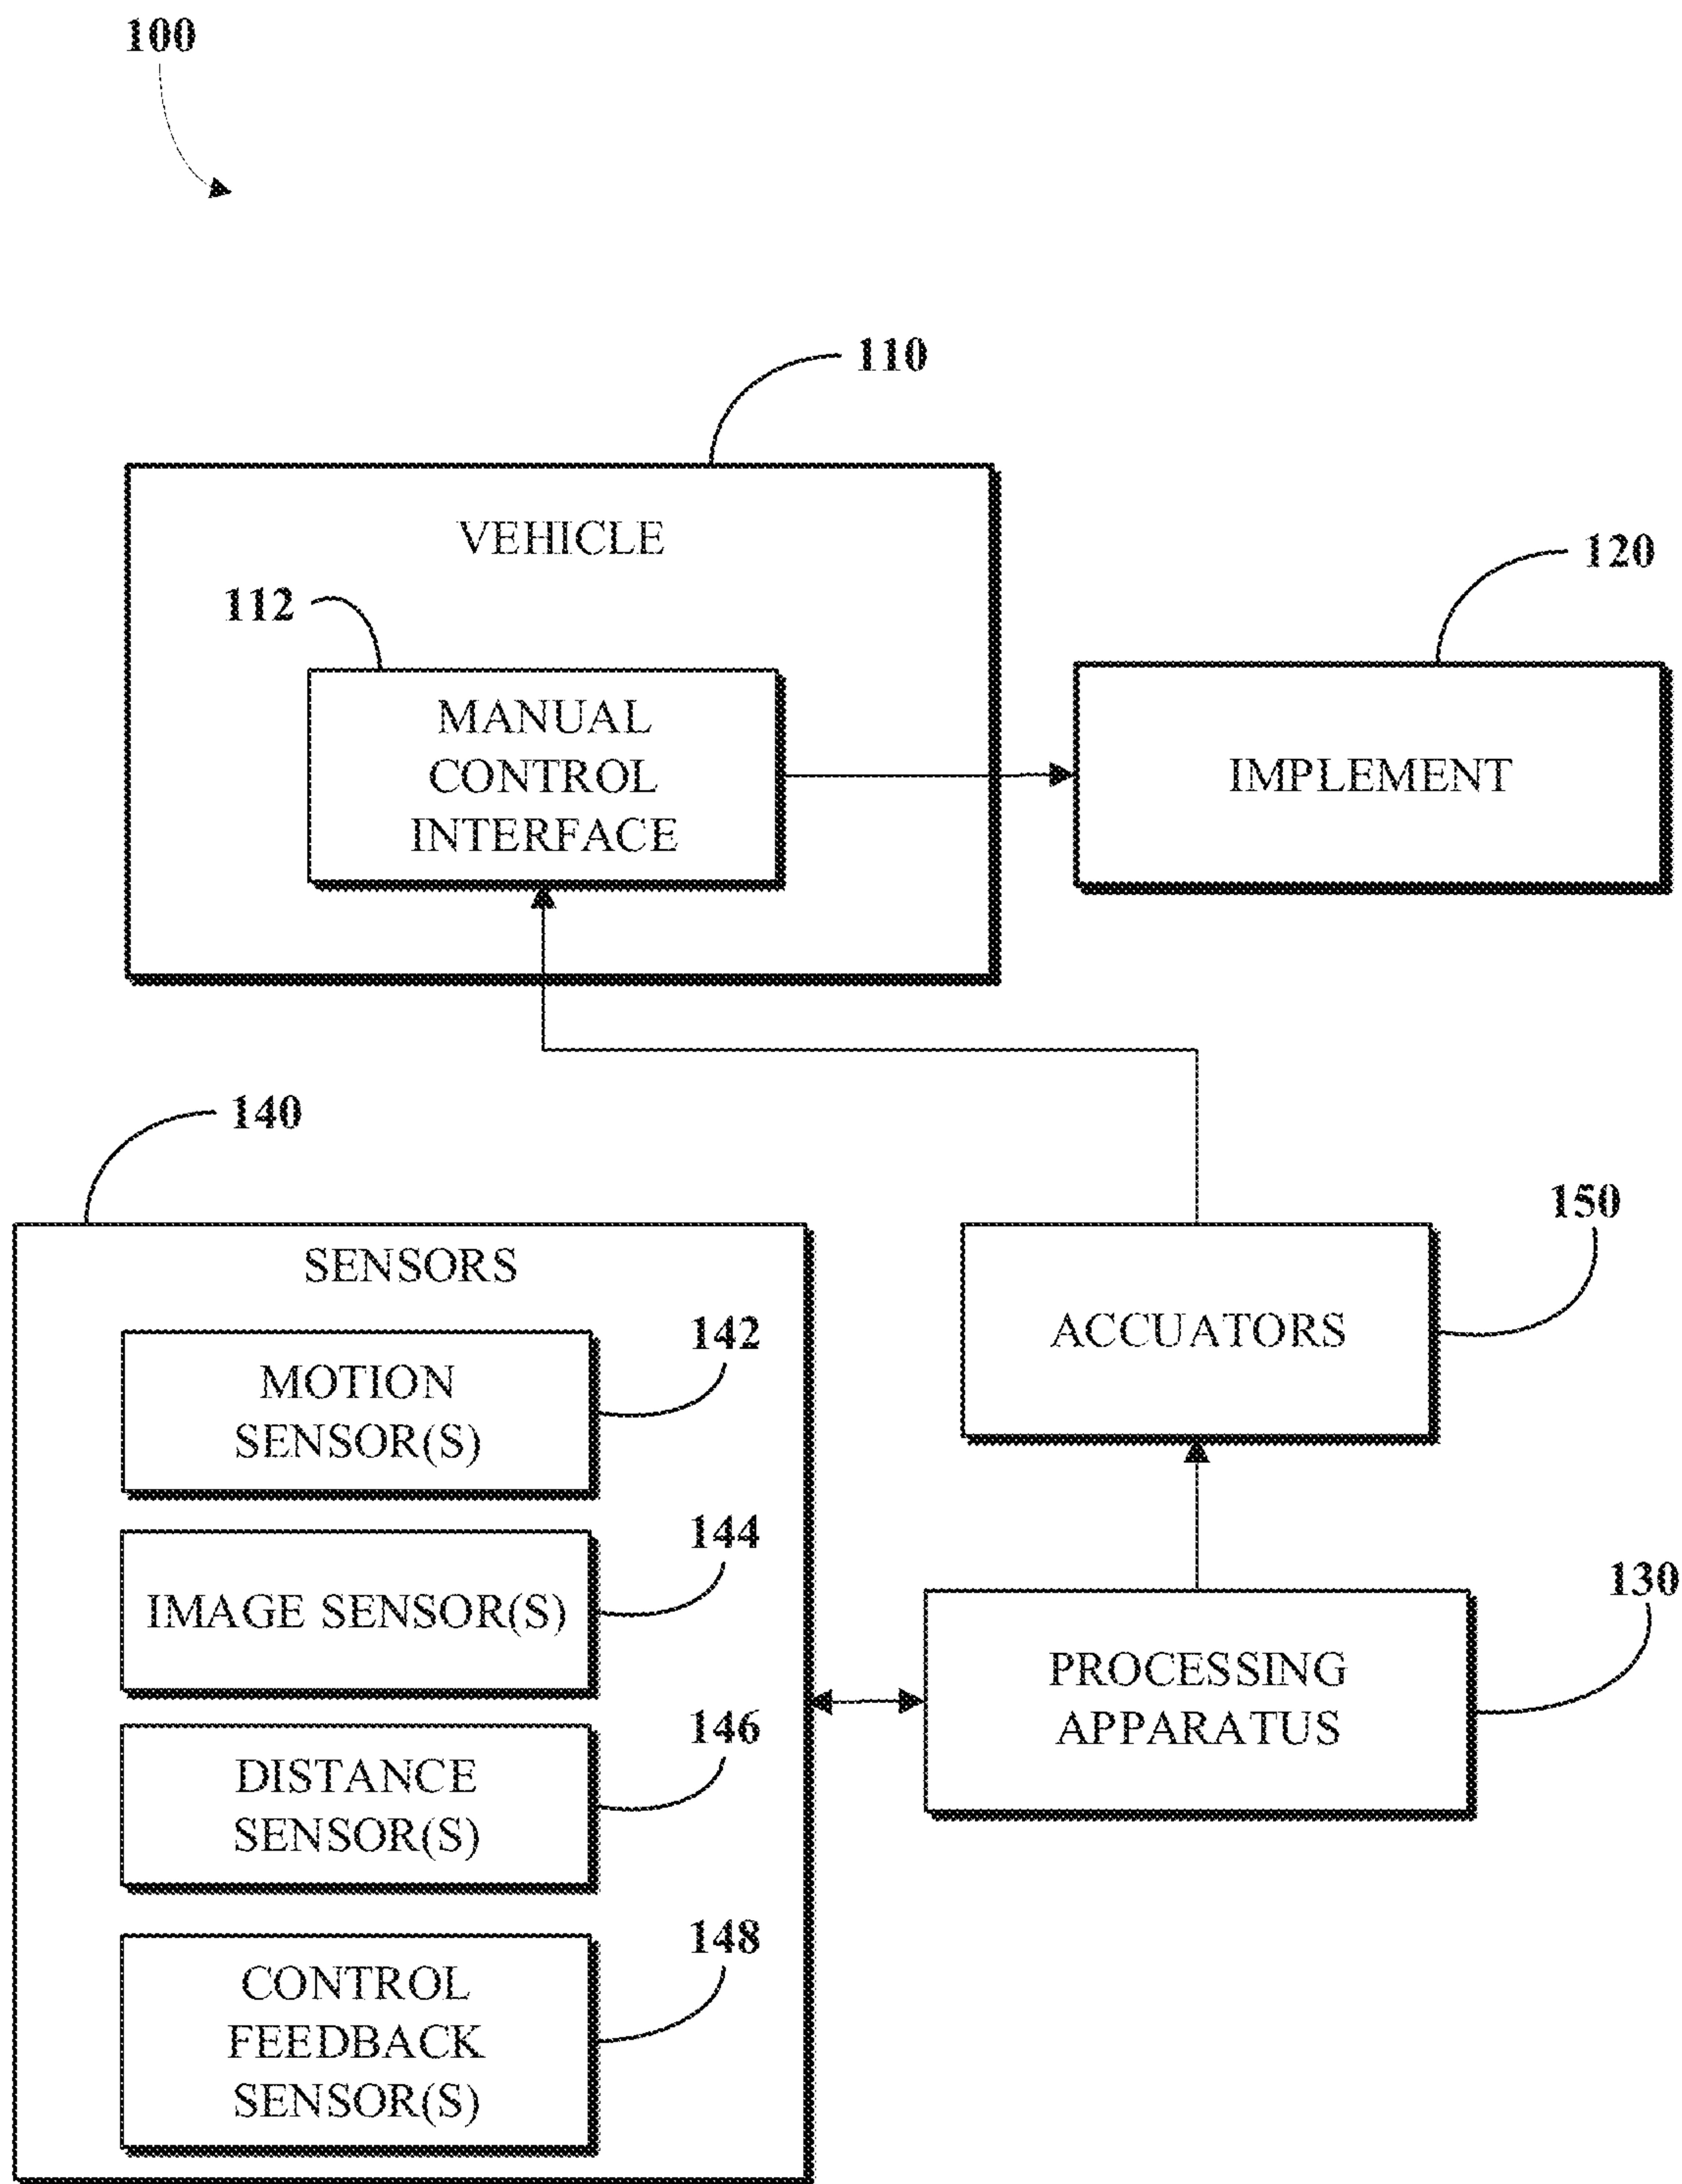 100
110
VEHICLE
120
112
MANUAL
CONTROL
INTERFACE
IMPLEMENT
140
150
SENSORS
ACCUATORS
142
MOTION
SENSOR(S)
144
IMAGE SENSOR(S)
130
PROCESSING
APPARATUS
146
DISTANCE
SENSOR(S)
148
CONTROL
FEEDBACK
SENSOR(S)